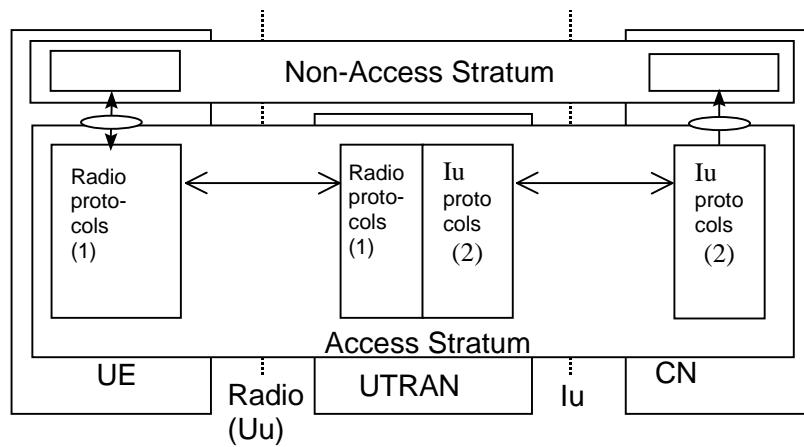 Non-Access Stratum
Radio
proto-
cols
(1)
Radio
proto-
cols
(1)
Iu
proto
cols
(2)
Iu
proto
cols
(2)
Access Stratum
UE
Radio
(Uu)
UTRAN
Iu
CN